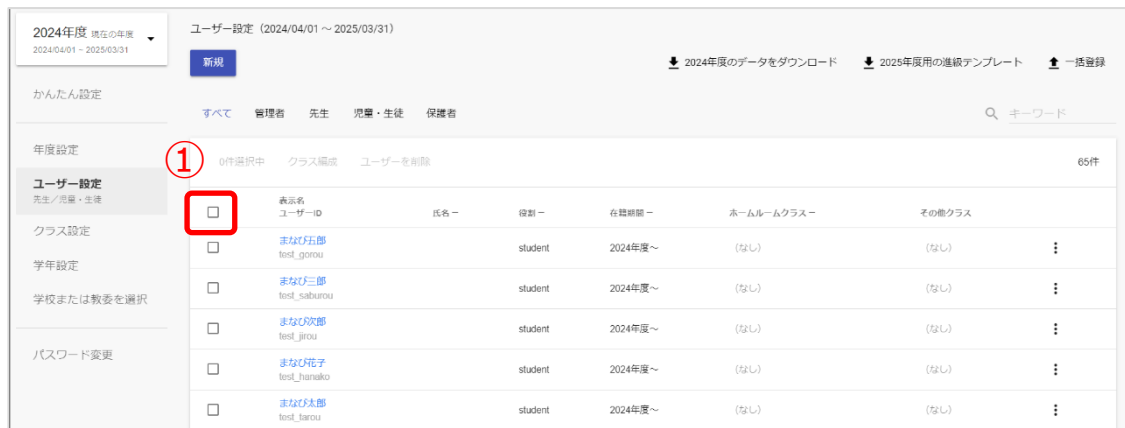 2024年度 現在の年度
2024/04/01 ~ 2025/03/31
かんたん設定
年度設定
ユーザー設定
先生／児童・生徒
クラス設定
学年設定
学校または教委を選択
パスワード変更
ユーザー設定（2024/04/01 ～ 2025/03/31）
新規
2024年度のデータをダウンロード 2025年度用の進級テンプレート 一括登録
すべて 管理者 先生 児童・生徒 保護者 キーワード
①
0件選択中 クラス編成 ユーザーを削除 65件
表示名
ユーザーID 氏名 ー 役割 ー 在籍期間 ー ホームルームクラス ー その他クラス
まなび五郎
test_gorou student 2024年度～ （なし） （なし）
まなび三郎
test_saburou student 2024年度～ （なし） （なし）
まなび次郎
test_jirou student 2024年度～ （なし） （なし）
まなび花子
test_hanako student 2024年度～ （なし） （なし）
まなび太郎
test_tarou student 2024年度～ （なし） （なし）